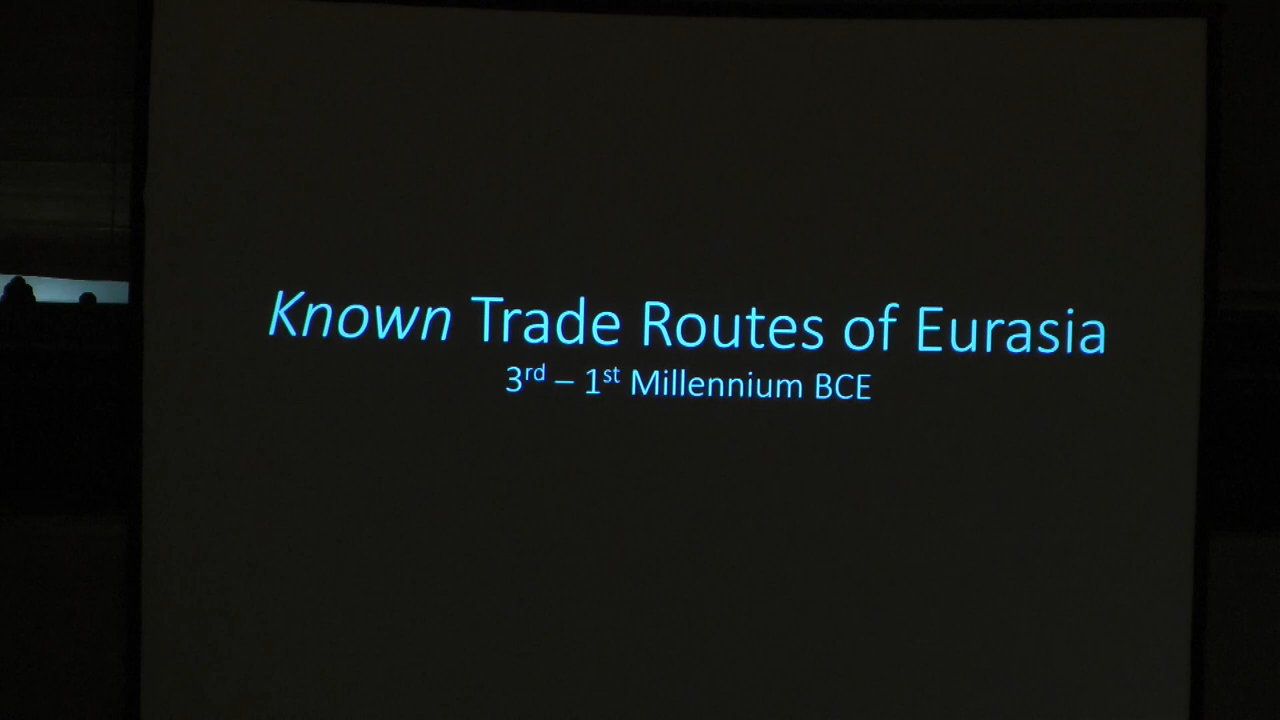 Known Trade Routes of Eurasia
3rd – 1st Millennium BCE